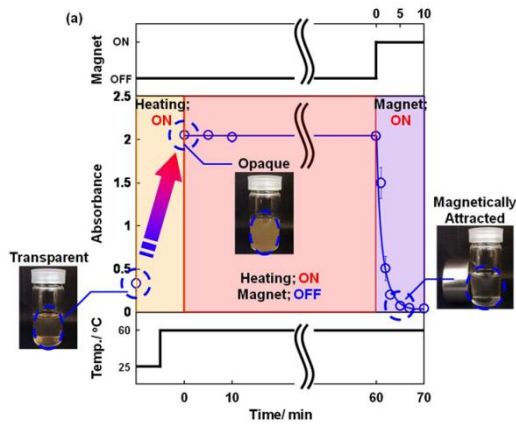 (a)
0 5 10
Magnet
ON
OFF
2.5
2
1.5
1
0.5
0
Absorbance
Heating;
ON
Magnet;
ON
Opaque
Transparent
Magnetically
Attracted
Heating; ON
Magnet; OFF
Temp./ °C
60
25
0 10 60 70
Time/ min